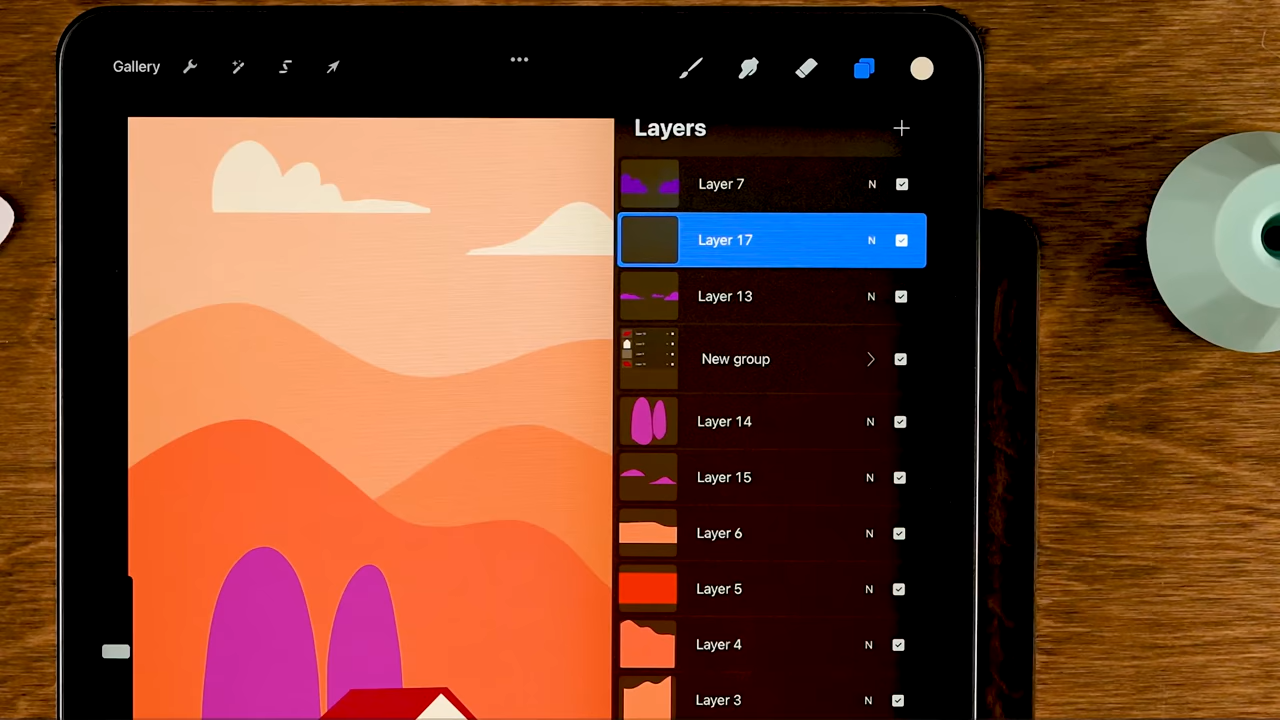 Gallery
Layers
Layer 7 N
Layer 17 N
Layer 13 N
New group
Layer 14 N
Layer 15 N
Layer 6 N
Layer 5 N
Layer 4 N
Layer 3 N